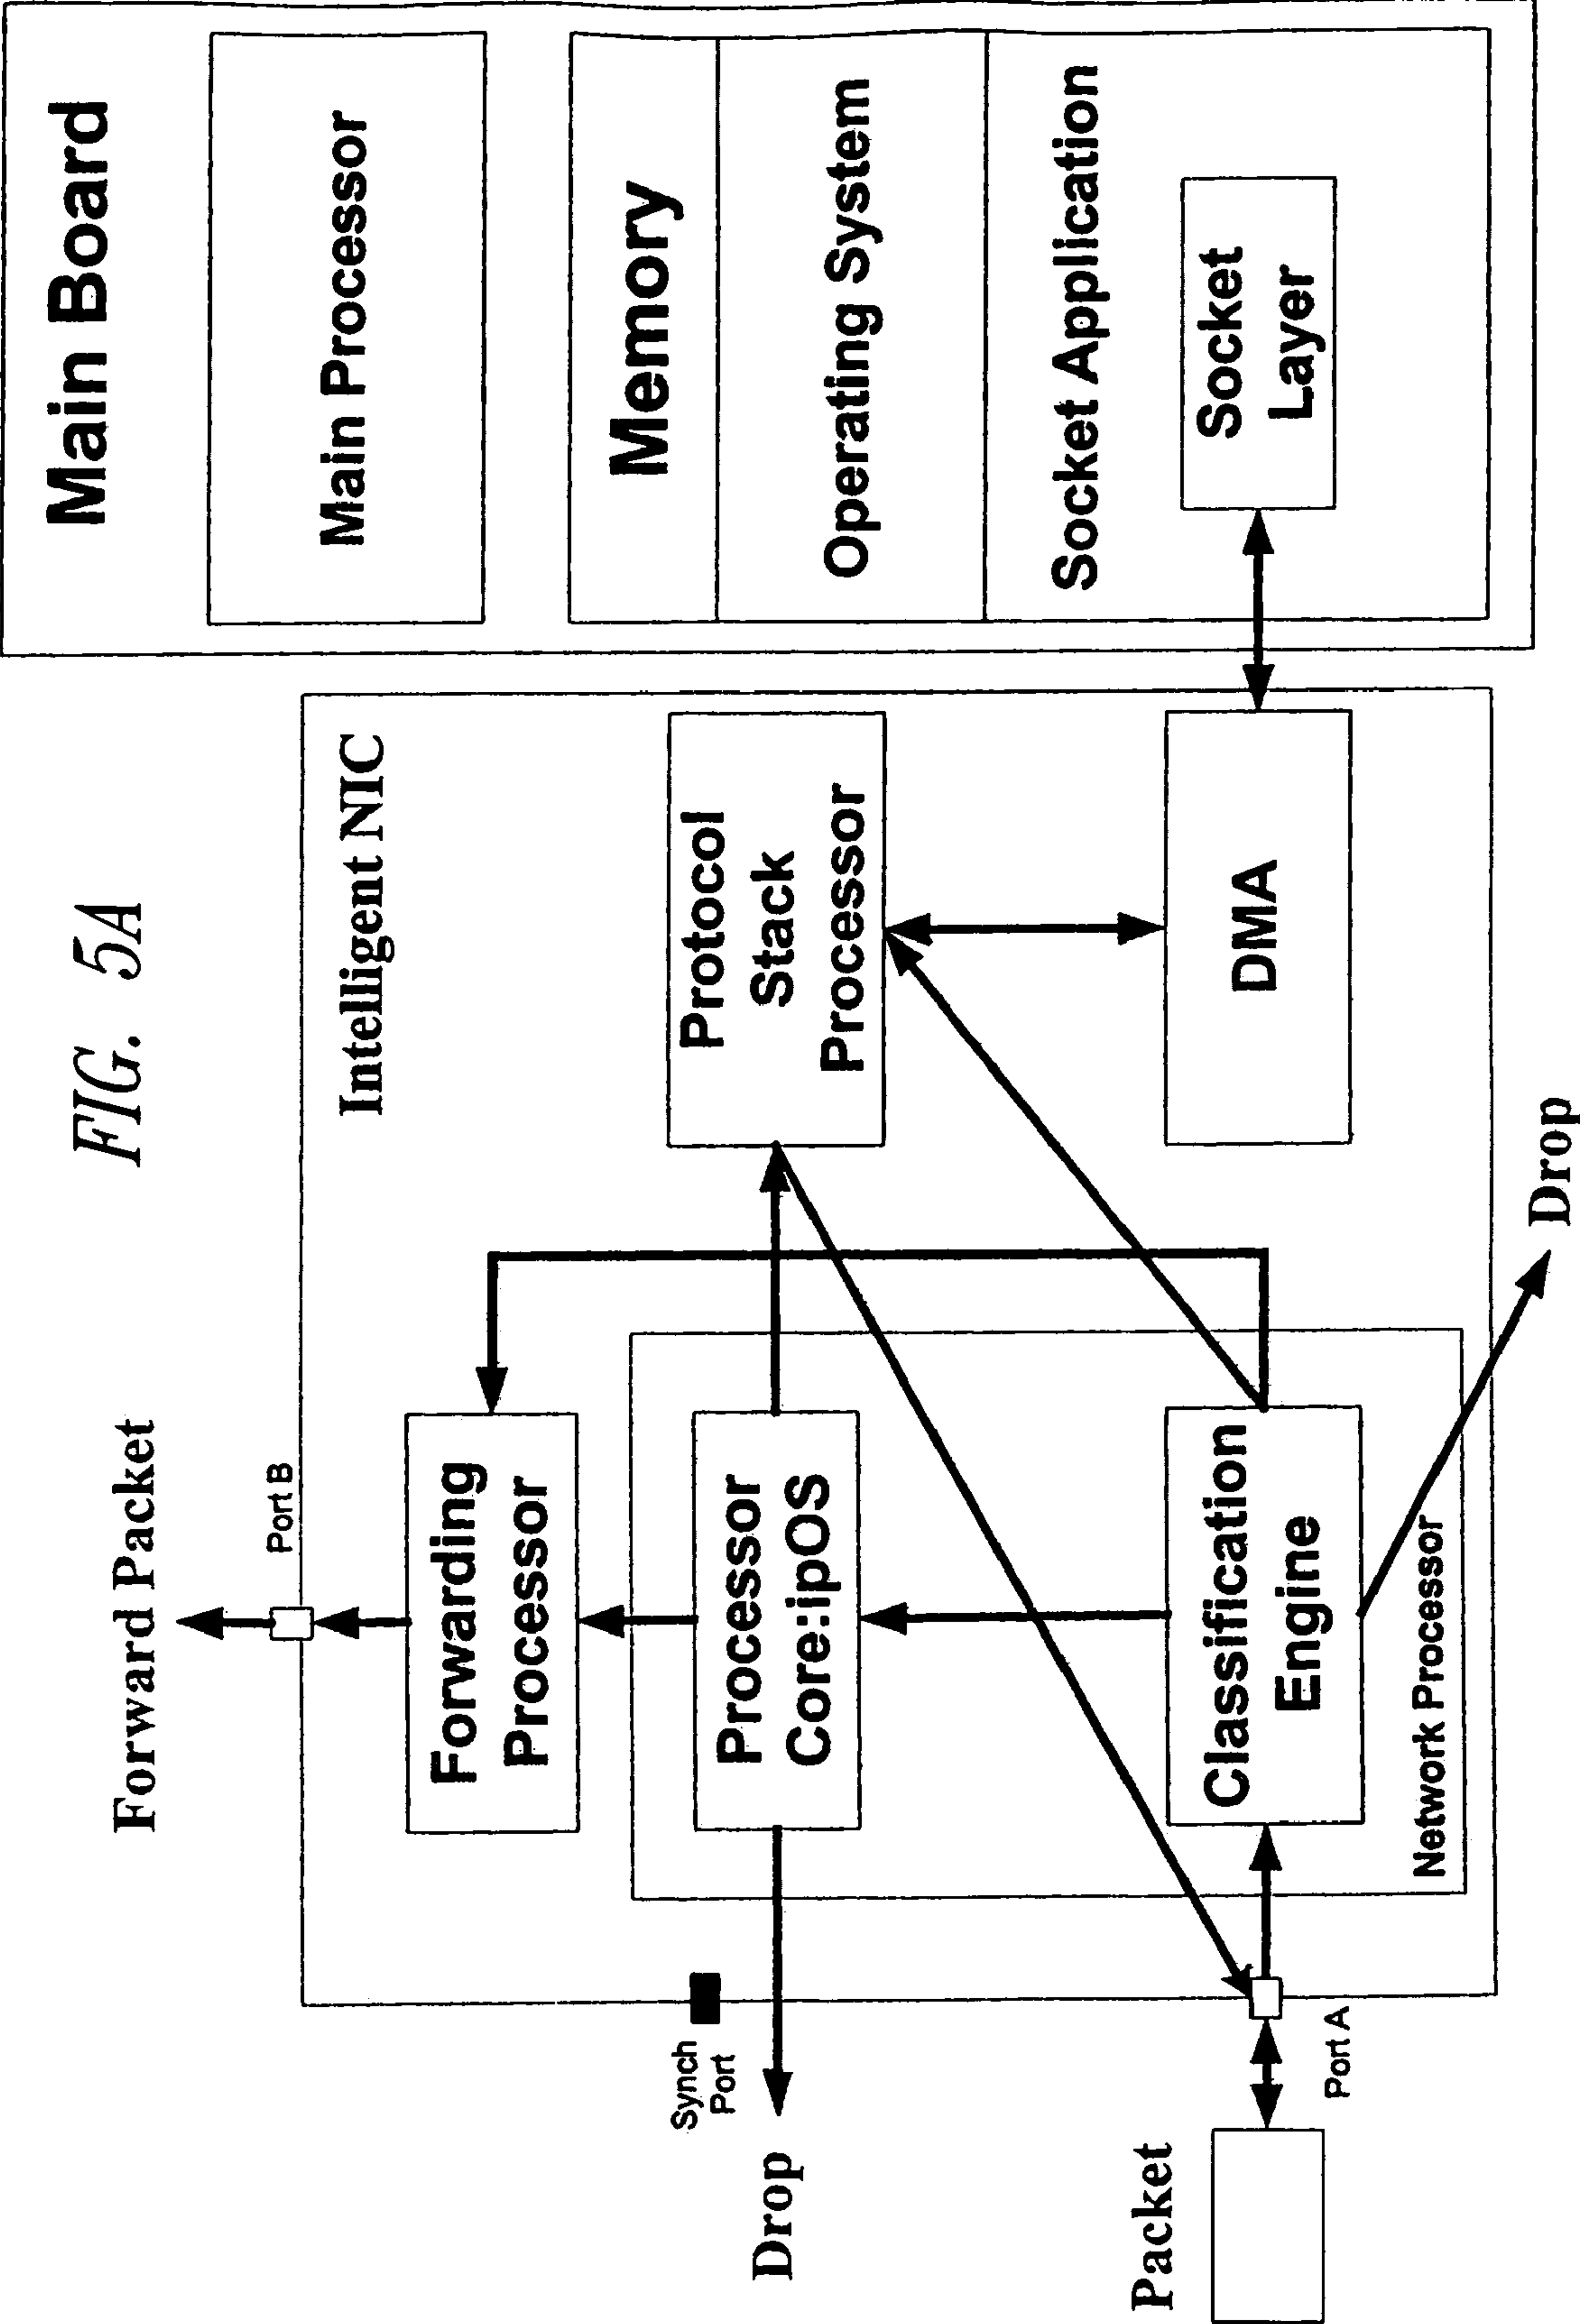 FIG. 5A
Main Board
Main Processor
Memory
Operating System
Socket Application
Socket
Layer
Intelligent NIC
Protocol
Stack
Processor
DMA
Forward Packet
Port B
Forwarding
Processor
Processor
Core:ipOS
Classification
Engine
Network Processor
Synch
Port
Drop
Drop
Port A
Packet